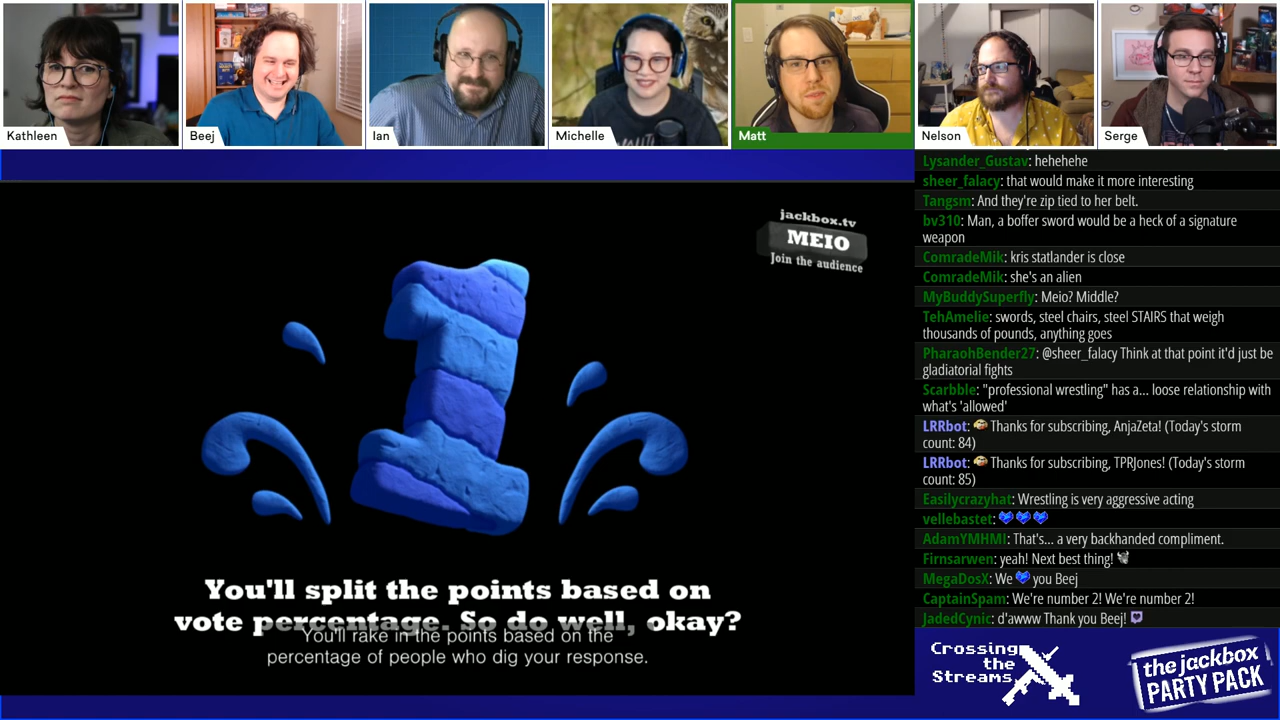 Kathleen
Beej
Ian
Michelle
Matt
Nelson
Serge
jackbox.tv
MEIO
Join the audience
1
You'll split the points based on
vote percentage. So do well, okay?
You'll rake in the points based on the
percentage of people who dig your response.
Lysander_Gustav: hehehehe
sheer_falacy: that would make it more interesting
Tangsm: And they're zip tied to her belt.
bv310: Man, a boffer sword would be a heck of a signature
weapon
ComradeMik: kris statlander is close
ComradeMik: she's an alien
MyBuddySuperfly: Meio? Middle?
TehAmelie: swords, steel chairs, steel STAIRS that weigh
thousands of pounds, anything goes
PharaohBender27: @sheer_falacy Think at that point it'd just be
gladiatorial fights
Scarbble: "professional wrestling" has a... loose relationship with
what's 'allowed'
LRRbot: Thanks for subscribing, AnjaZeta! (Today's storm
count: 84)
LRRbot: Thanks for subscribing, TPRJones! (Today's storm
count: 85)
Easilycrazyhat: Wrestling is very aggressive acting
vellebastet:
AdamYMHMI: That's... a very backhanded compliment.
Firnsarwen: yeah! Next best thing!
MegaDosX: We you Beej
CaptainSpam: We're number 2! We're number 2!
JadedCynic: d'awww Thank you Beej!
Crossing
the
Streams
the jackbox
PARTY PACK